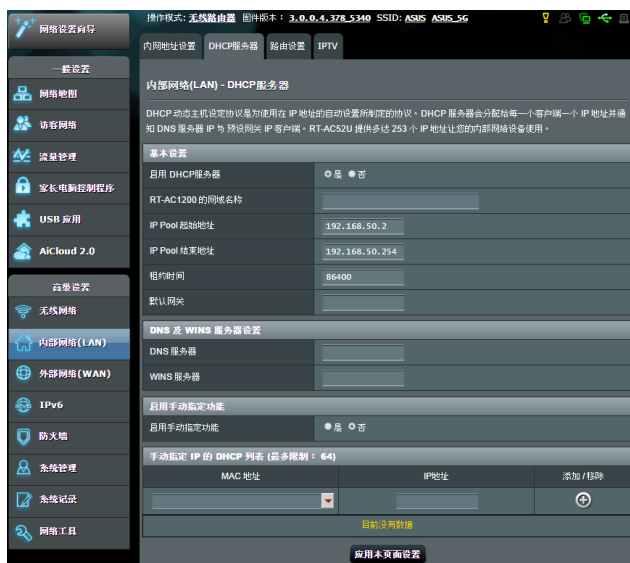 网络设置向导
操作模式: 无线路由器 固件版本: 3.0.0.4.378_5340 SSID: ASUS ASUS_5G
内网地址设置 DHCP服务器 路由设置 IPTV
一般设置
网络地图
访客网络
流量管理
家长电脑控制程序
USB 应用
AiCloud 2.0
高级设置
无线网络
内部网络(LAN)
外部网络(WAN)
IPv6
防火墙
系统管理
系统记录
网络工具
内部网络(LAN) - DHCP服务器
DHCP 动态主机设定协议是为使用在 IP 地址的自动设置所制定的协议。DHCP 服务器会分配给每一个客户端一个 IP 地址并通
知 DNS 服务器 IP 与 预设网关 IP 客户端。RT-AC52U 提供多达 253 个 IP 地址让您的内部网络设备使用。
基本设置
启用 DHCP服务器 是 否
RT-AC1200 的网域名称
IP Pool 起始地址 192.168.50.2
IP Pool 结束地址 192.168.50.254
租约时间 86400
默认网关
DNS 及 WINS 服务器设置
DNS 服务器
WINS 服务器
启用手动指定功能
启用手动指定功能 是 否
手动指定 IP 的 DHCP 列表 (最多限制 : 64)
MAC 地址 IP地址 添加 / 移除
目前没有数据
应用本页面设置